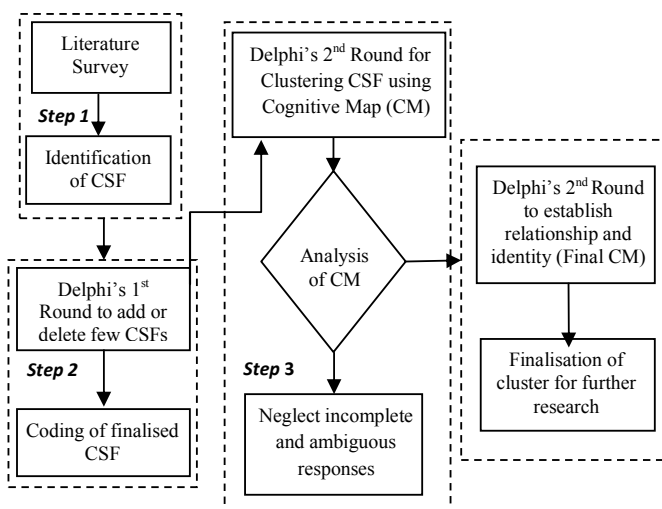 Literature
Survey
Step 1
Identification
of CSF
Delphi's 1st
Round to add or
delete few CSFs
Step 2
Coding of finalised
CSF
Delphi's 2nd Round for
Clustering CSF using
Cognitive Map (CM)
Analysis
of CM
Step 3
Neglect incomplete
and ambiguous
responses
Delphi's 2nd Round
to establish
relationship and
identity (Final CM)
Finalisation of
cluster for further
research